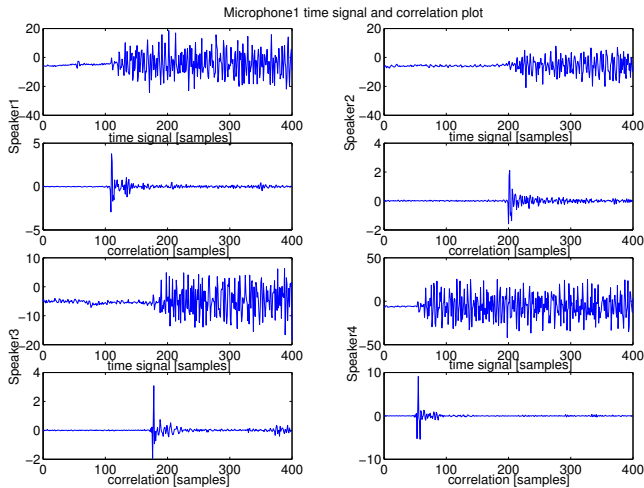 Microphone1 time signal and correlation plot
20
0
−20
−40
Speaker1
0 100 200 300 400
time signal [samples]
20
0
−20
−40
Speaker2
0 100 200 300 400
time signal [samples]
5
0
−5
0 100 200 300 400
correlation [samples]
4
2
0
−2
0 100 200 300 400
correlation [samples]
10
0
−10
−20
Speaker3
0 100 200 300 400
time signal [samples]
50
0
−50
Speaker4
0 100 200 300 400
time signal [samples]
4
2
0
−2
0 100 200 300 400
correlation [samples]
10
0
−10
0 100 200 300 400
correlation [samples]